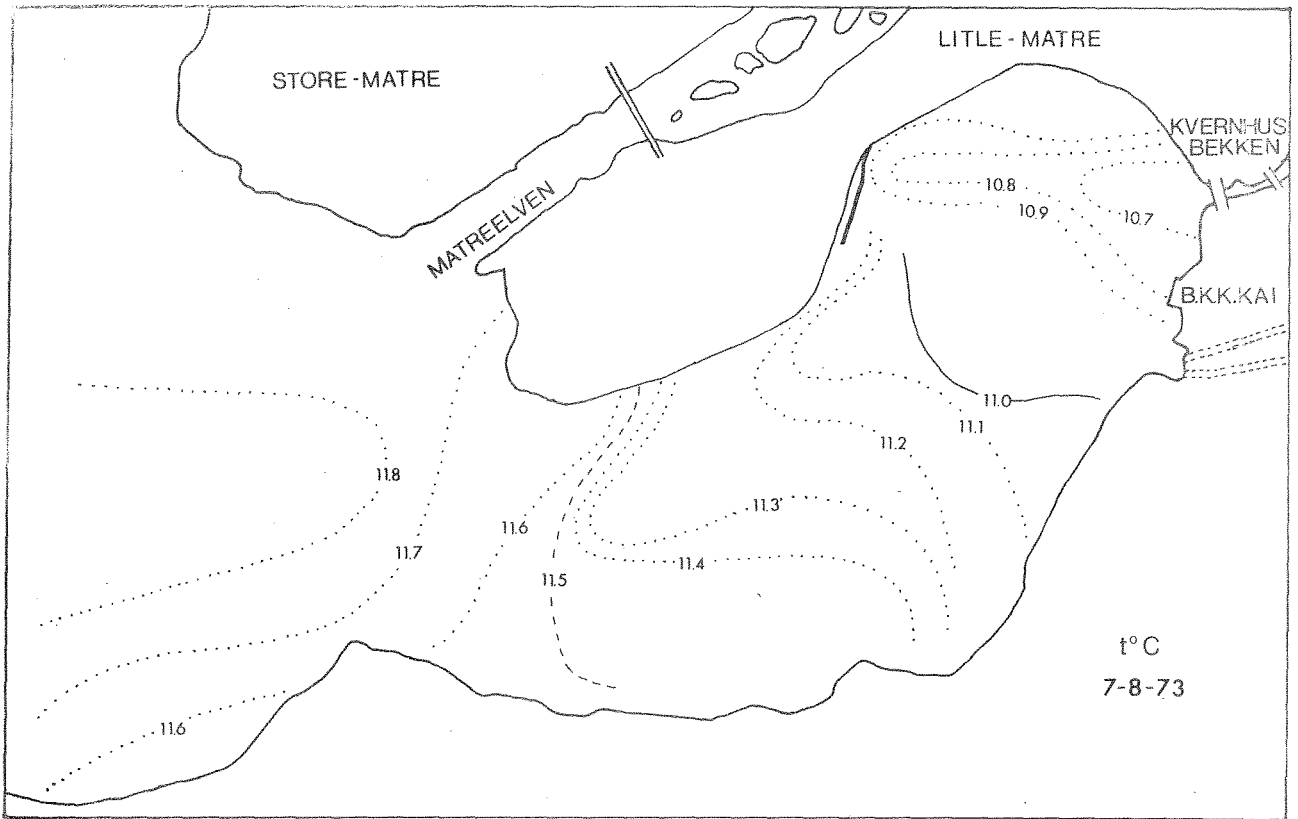 LITLE-MATRE
STORE-MATRE
KVERNHUS
BEKKEN
10.8
10.9
10.7
MATREELVEN
B.K.K.KAI
11.0
11.1
11.2
11.8
11.3
11.6
11.7
11.4
11.5
t°C
7-8-73
11.6